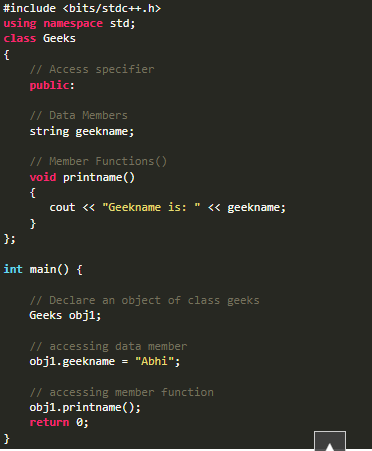 #include <bits/stdc++.h>
using namespace std;
class Geeks
{
    // Access specifier
    public:
    // Data Members
    string geekname;
    // Member Functions()
    void printname()
    {
       cout << "Geekname is: " << geekname;
    }
};
int main() {
    // Declare an object of class geeks
    Geeks obj1;
    // accessing data member
    obj1.geekname = "Abhi";
    // accessing member function
    obj1.printname();
    return 0;
}